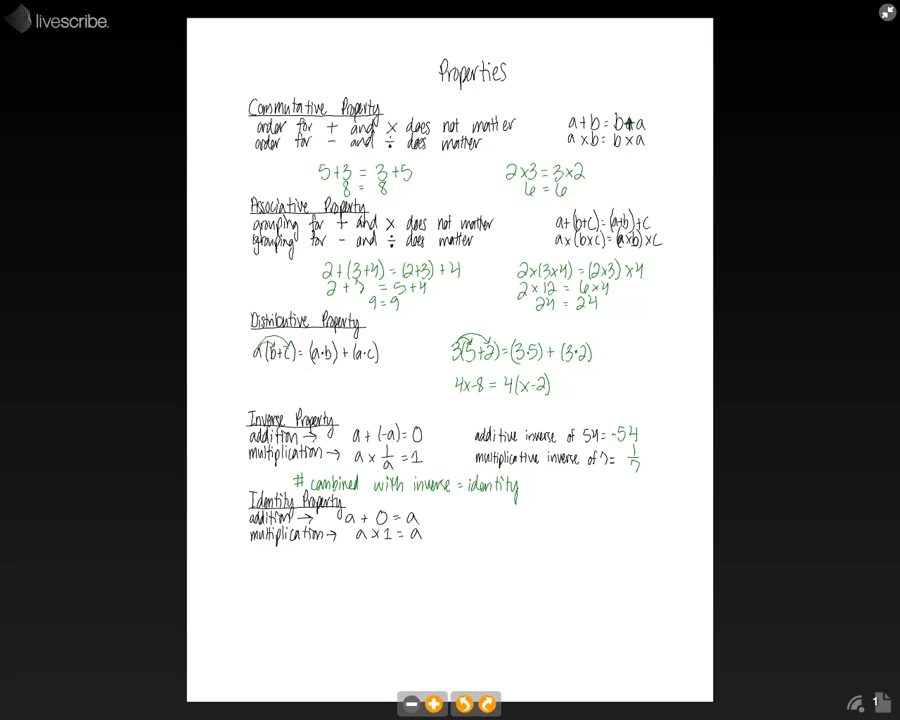 livescribe.
Properties
Commutative Property
order for + and × does not matter
a + b = b + a
order for - and ÷ does matter
a × b = b × a
5 + 3 = 3 + 5
2 × 3 = 3 × 2
8 = 8
6 = 6
Associative Property
grouping for + and × does not matter
a + (b + c) = (a + b) + c
grouping for - and ÷ does matter
a × (b × c) = (a × b) × c
2 + (3 + 4) = (2 + 3) + 4
2 × (3 × 4) = (2 × 3) × 4
2 + 7 = 5 + 4
2 × 12 = 6 × 4
9 = 9
24 = 24
Distributive Property
a(b + c) = (a · b) + (a · c)
3(5 + 2) = (3 · 5) + (3 · 2)
4x - 8 = 4(x - 2)
Inverse Property
addition → a + (-a) = 0
additive inverse of 54 = -54
multiplication → a × 1/a = 1
multiplicative inverse of 7 = 1/7
# combined with inverse = identity
Identity Property
addition → a + 0 = a
multiplication → a × 1 = a
1